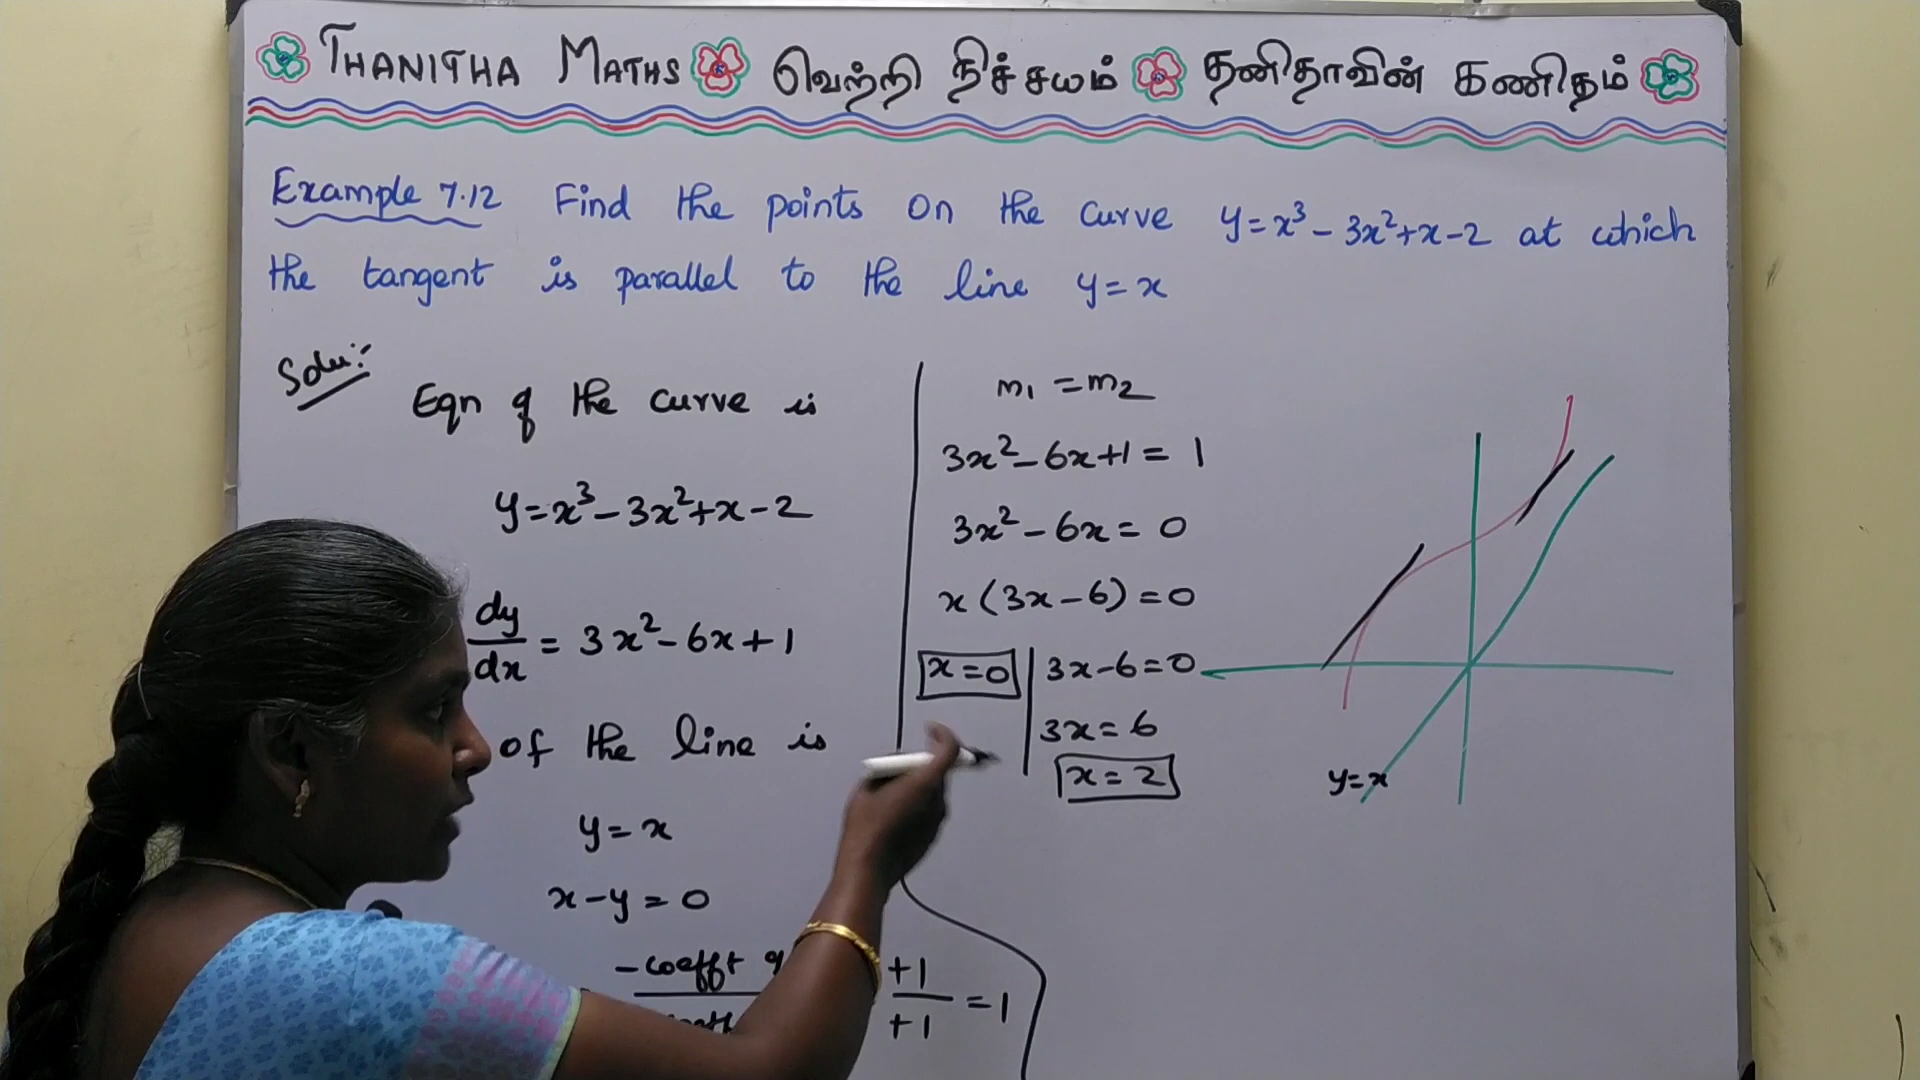 THANITHA MATHS வெற்றி நிச்சயம் தனிதாவின் கணிதம்
Example 7.12 Find the points on the curve y=x³-3x²+x-2 at which
the tangent is parallel to the line y=x
Solu:-
Eqn of the curve is
y=x³-3x²+x-2
dy/dx = 3x²-6x+1
of the line is
y=x
x-y=0
-coefft
+1/+1 =1
m₁=m₂
3x²-6x+1=1
3x²-6x=0
x(3x-6)=0
x=0
3x-6=0
3x=6
x=2
y=x